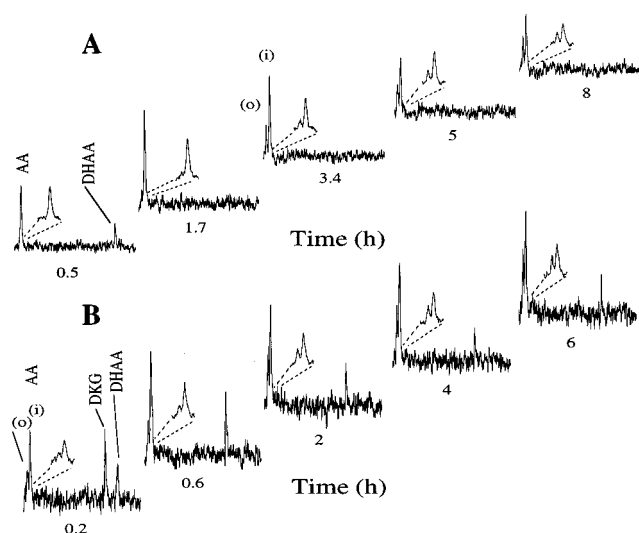 A
AA
DHAA
0.5
1.7
(i)
(o)
3.4
5
8
Time (h)
B
AA
(o)
(i)
DKG
DHAA
0.2
0.6
2
4
6
Time (h)